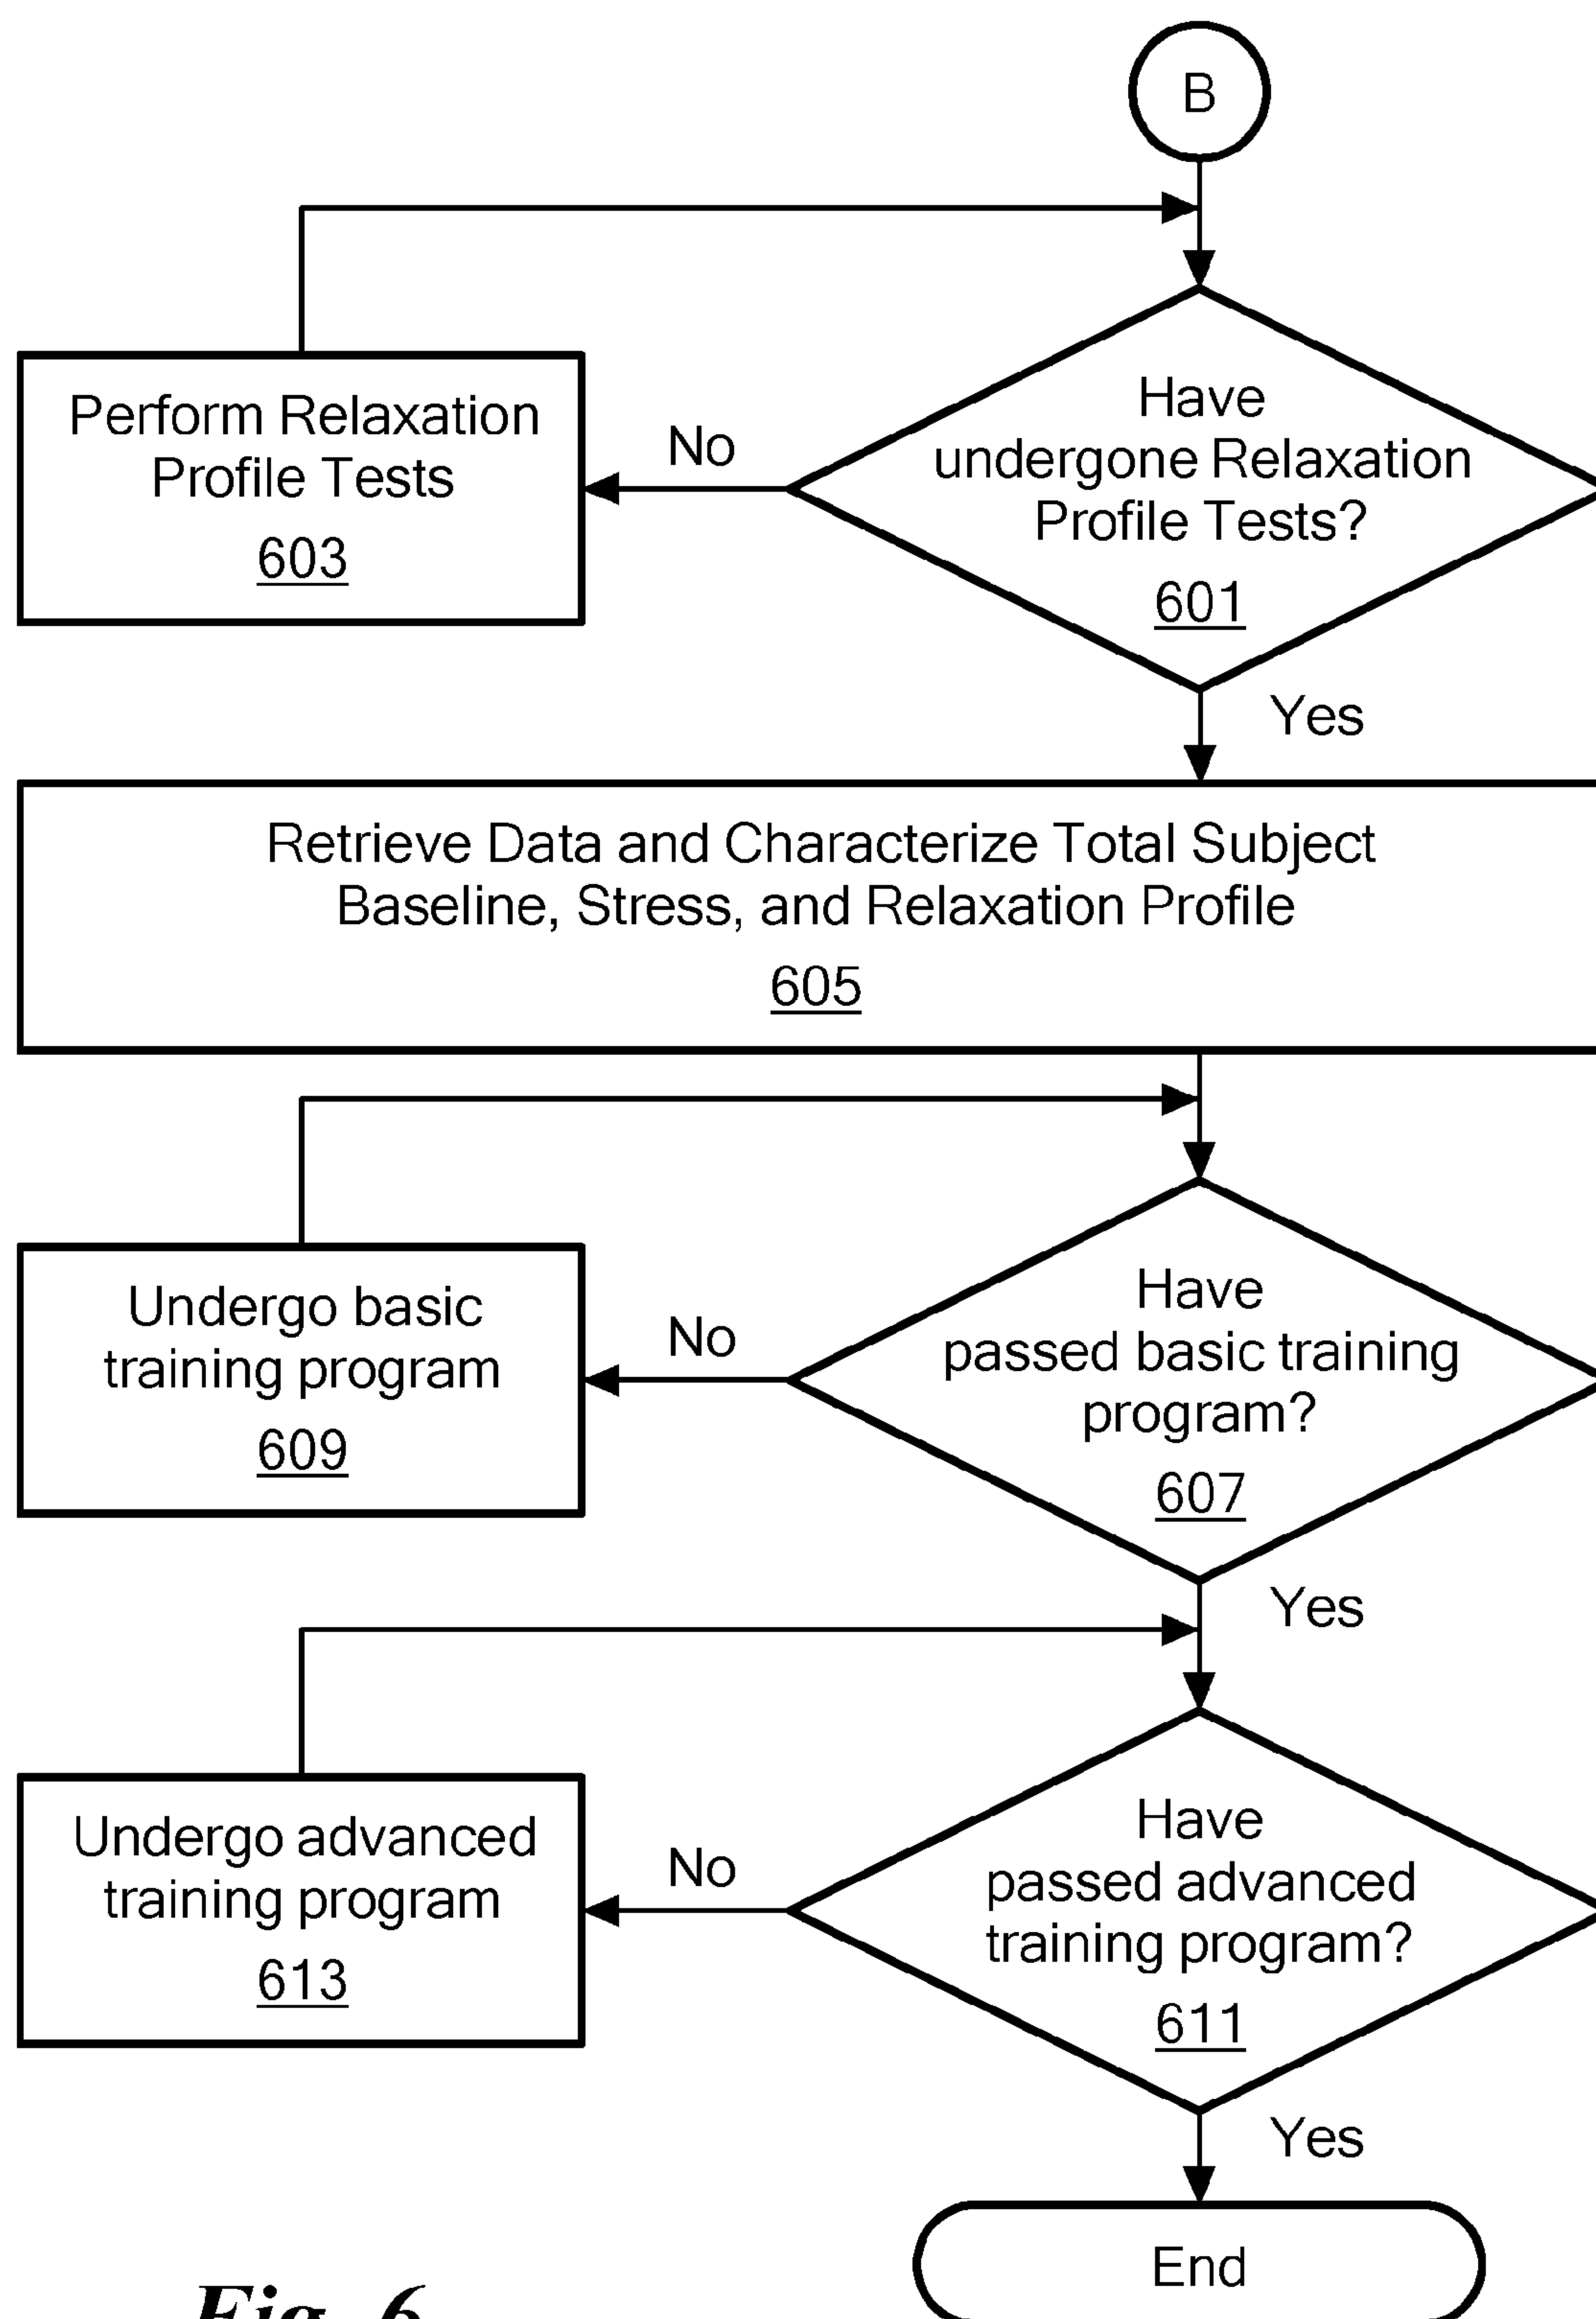 B
Have
undergone Relaxation
Profile Tests?
601
No
Perform Relaxation
Profile Tests
603
Yes
Retrieve Data and Characterize Total Subject
Baseline, Stress, and Relaxation Profile
605
Have
passed basic training
program?
607
No
Undergo basic
training program
609
Yes
Have
passed advanced
training program?
611
No
Undergo advanced
training program
613
Yes
End
Fig. 6